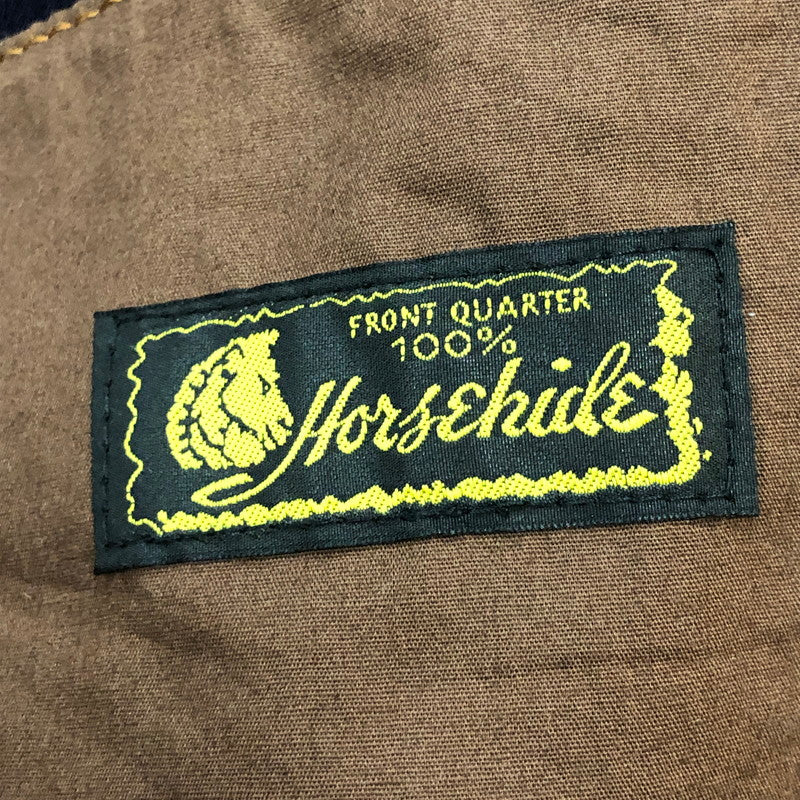 FRONT QUARTER
100%
Horsehide